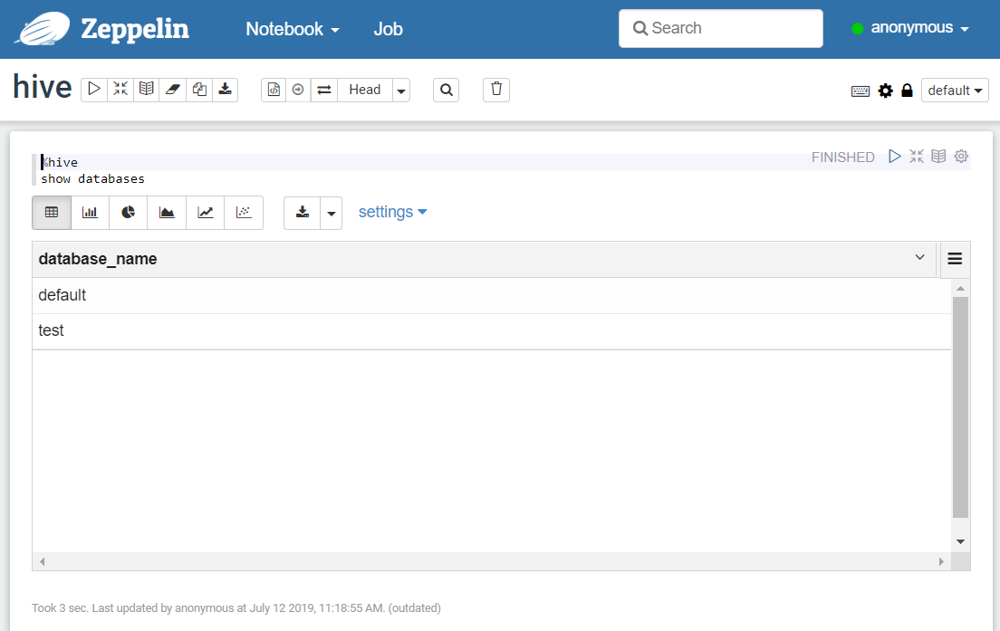 Zeppelin Notebook Job Search anonymous
hive Head default
%hive FINISHED
show databases
settings
database_name
default
test
Took 3 sec. Last updated by anonymous at July 12 2019, 11:18:55 AM. (outdated)